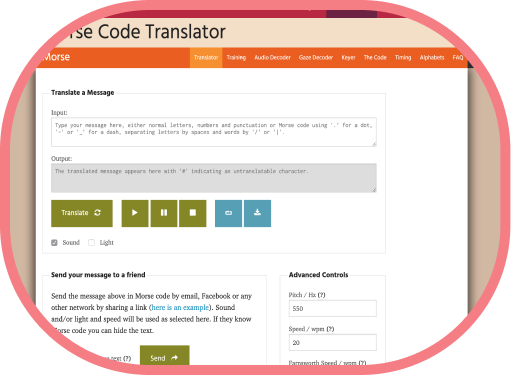 rse Code Translator
Morse
Translator Training Audio Decoder Gaze Decoder Keyer The Code Timing Alphabets FAQ
Translate a Message
Input:
Type your message here, either normal letters, numbers and punctuation or Morse code using '.' for a dot,
'-' or '_' for a dash, separating letters by spaces and words by '/' or '|'.
Output:
The translated message appears here with '#' indicating an untranslatable character.
Translate
Sound Light
Send your message to a friend
Send the message above in Morse code by email, Facebook or any
other network by sharing a link (here is an example). Sound
and/or light and speed will be used as selected here. If they know
Morse code you can hide the text.
text (?) Send
Advanced Controls
Pitch / Hz (?)
550
Speed / wpm (?)
20
Farnsworth Speed / wpm (?)